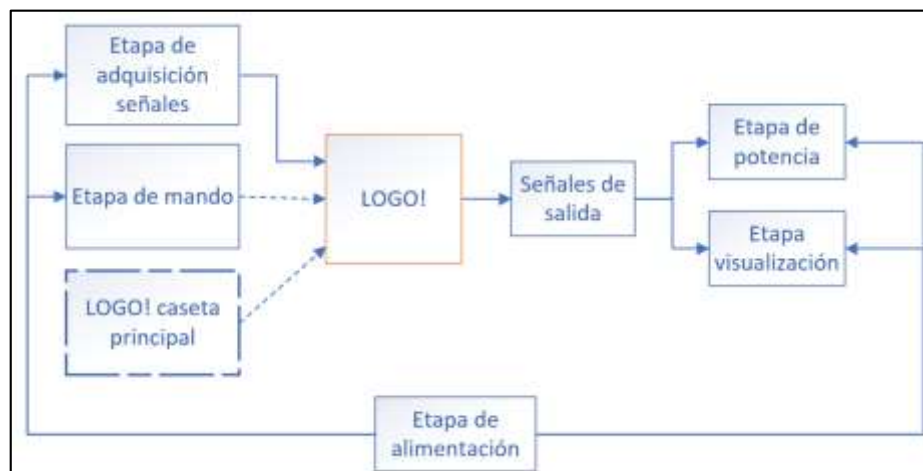 Etapa de
adquisición
señales
Etapa de mando
LOGO! caseta
principal
LOGO!
Señales de
salida
Etapa de
potencia
Etapa
visualización
Etapa de
alimentación